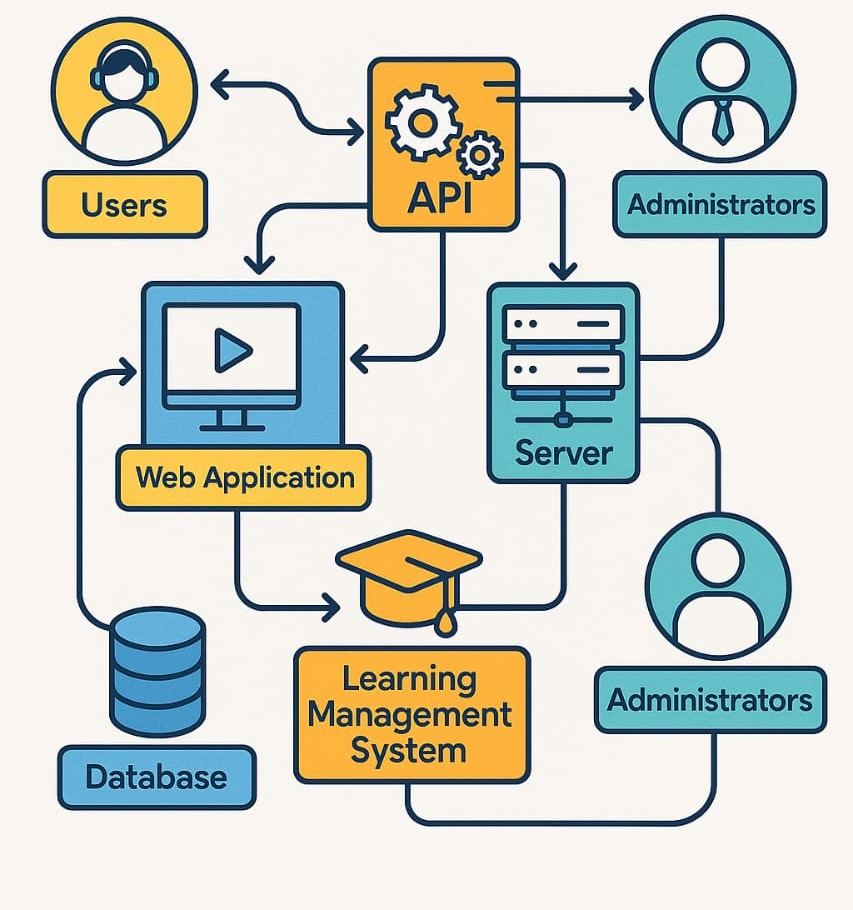 Users
API
Administrators
Web Application
Server
Learning
Management
System
Administrators
Database